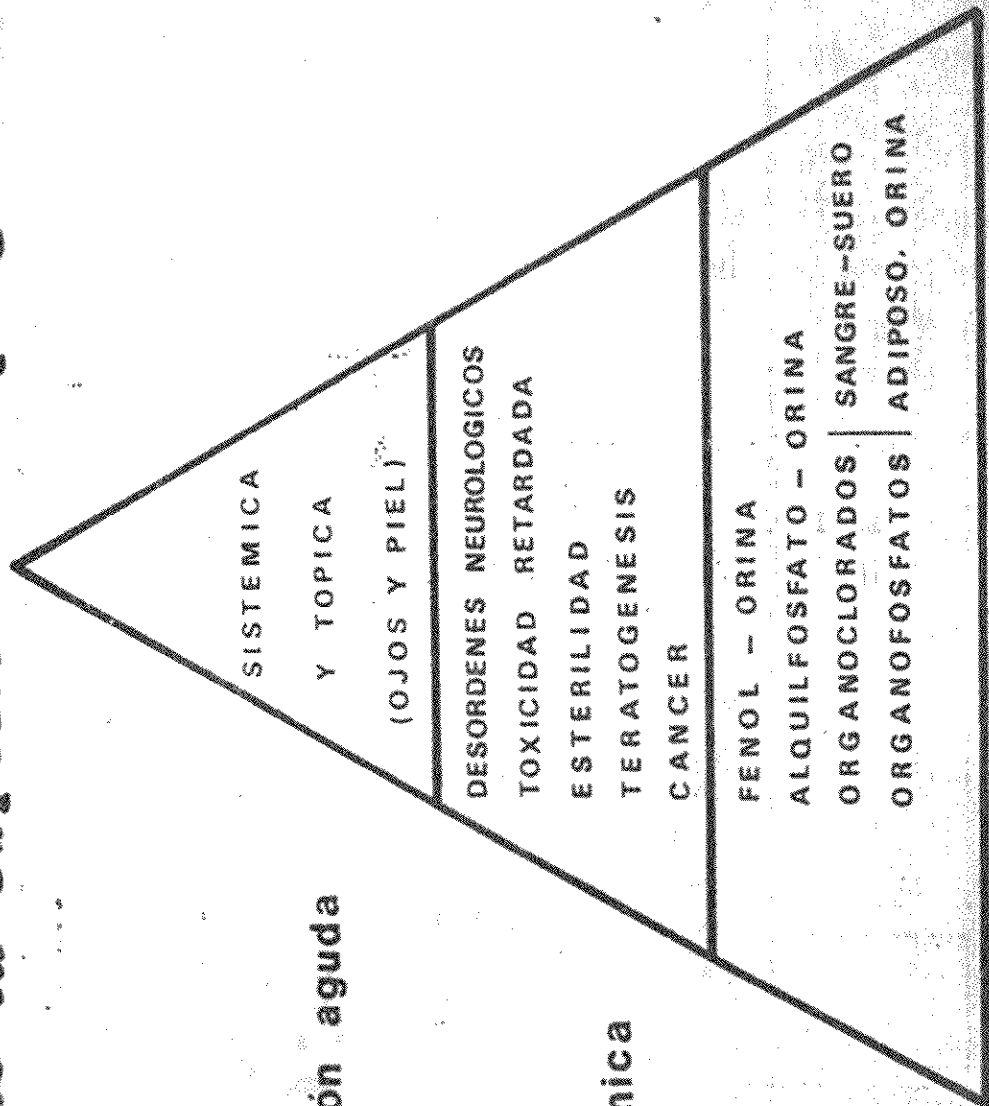 ón aguda
nica
SISTEMICA
Y TOPICA
(OJOS Y PIEL)
DESORDENES NEUROLOGICOS
TOXICIDAD RETARDADA
ESTERILIDAD
TERATOGENESIS
CANCER
FENOL - ORINA
ALQUILFOSFATO - ORINA
ORGANOCLORADOS | SANGRE-SUERO
ORGANOFOSFATOS | ADIPOSO, ORINA